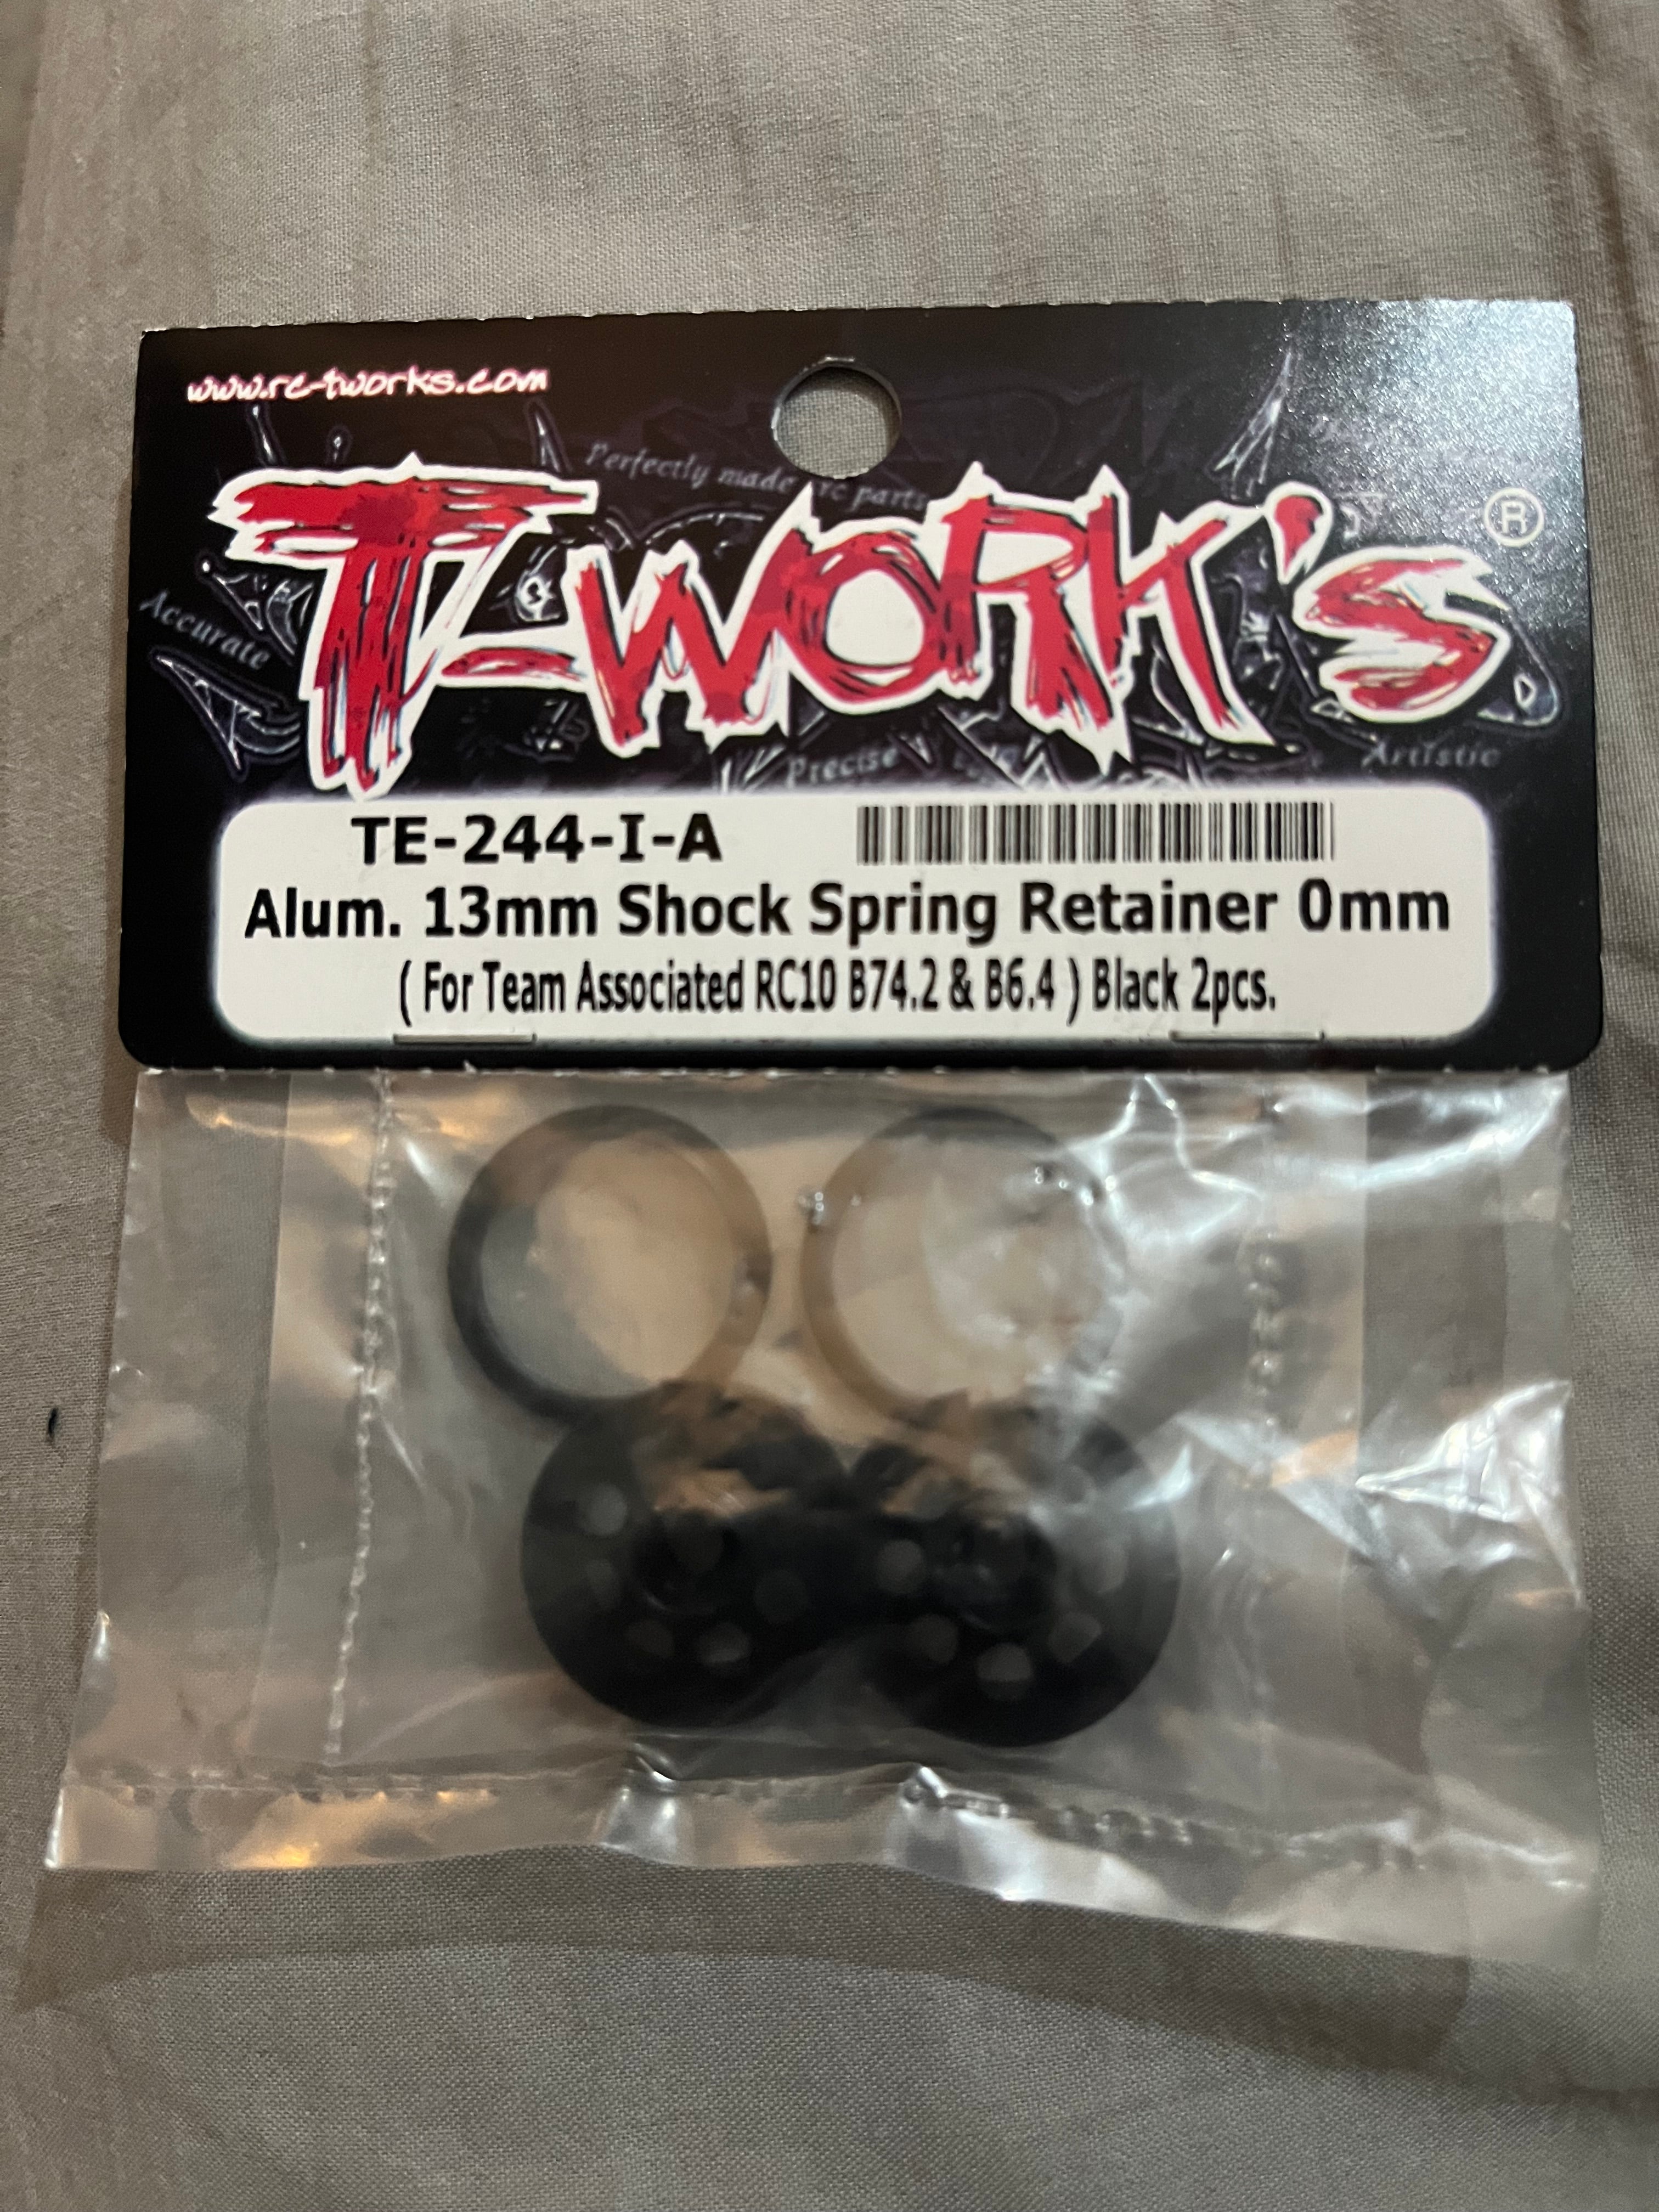 www.rc-tworks.com
Perfectly made rc parts
T-WORK's ®
Accurate
Precise
Artistic
TE-244-I-A
Alum. 13mm Shock Spring Retainer 0mm
( For Team Associated RC10 B74.2 & B6.4 ) Black 2pcs.